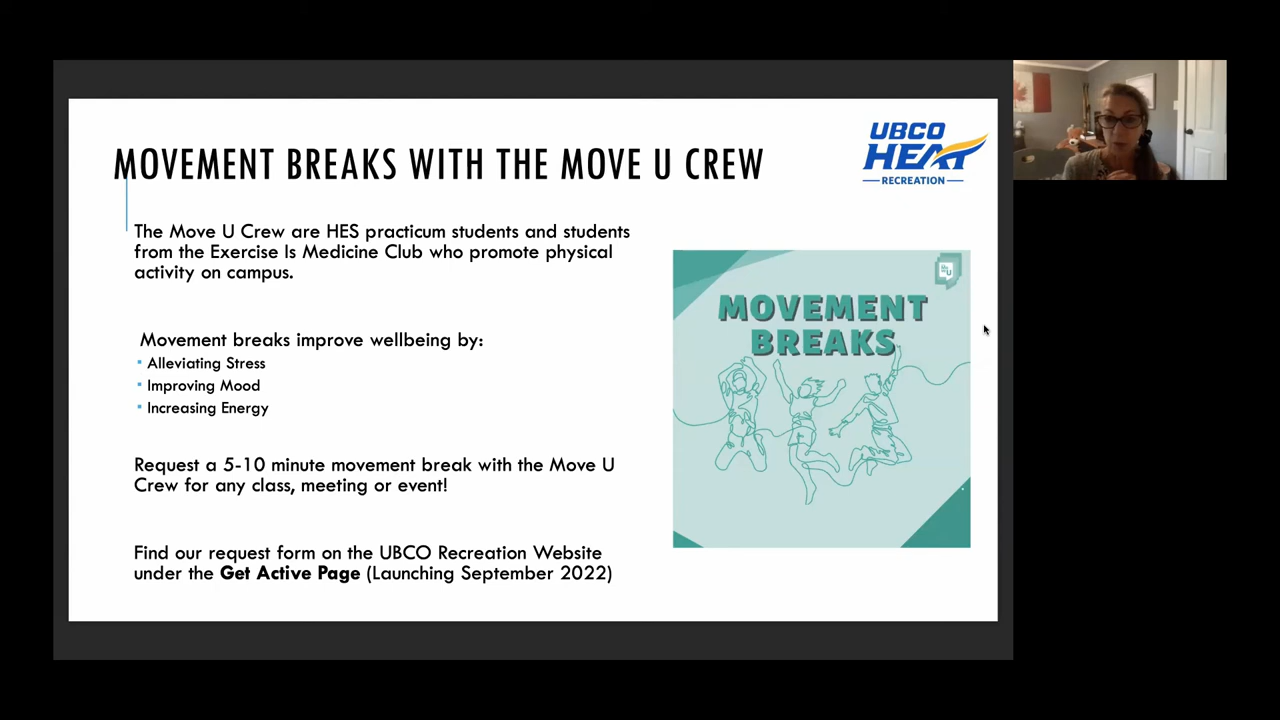 MOVEMENT BREAKS WITH THE MOVE U CREW
UBCO
HEAT
RECREATION
The Move U Crew are HES practicum students and students
from the Exercise Is Medicine Club who promote physical
activity on campus.
Movement breaks improve wellbeing by:
Alleviating Stress
Improving Mood
Increasing Energy
Request a 5-10 minute movement break with the Move U
Crew for any class, meeting or event!
Find our request form on the UBCO Recreation Website
under the Get Active Page (Launching September 2022)
MOVEMENT
BREAKS